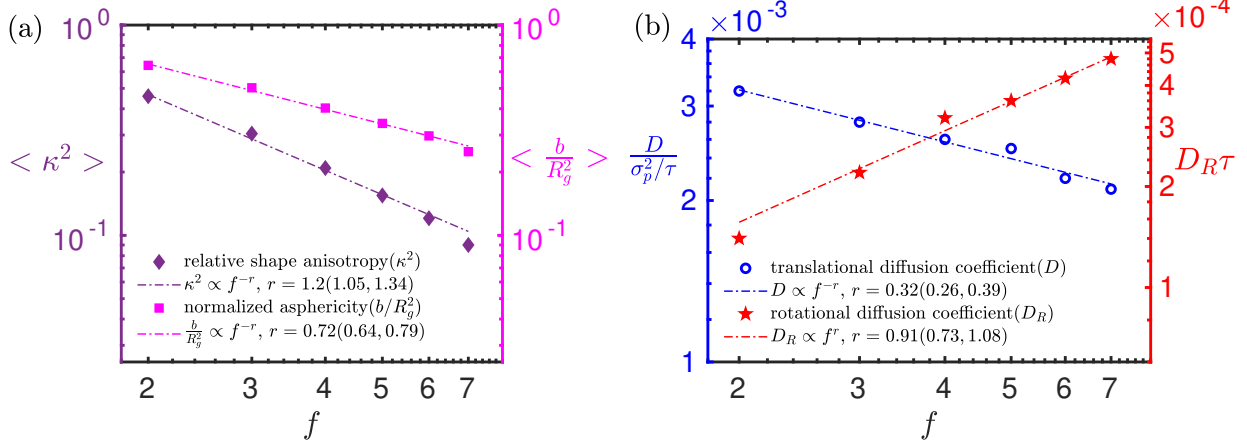 (a)
10^0
10^-1
< κ^2 >
10^0
10^-1
< b/R_g^2 >
relative shape anisotropy(κ^2)
κ^2 ∝ f^-r, r = 1.2(1.05, 1.34)
normalized asphericity(b/R_g^2)
b/R_g^2 ∝ f^-r, r = 0.72(0.64, 0.79)
2 3 4 5 6 7
f
(b)
×10^-3
4
3
2
1
D/(σ_p^2/τ)
×10^-4
5
4
3
2
1
D_Rτ
translational diffusion coefficient(D)
D ∝ f^-r, r = 0.32(0.26, 0.39)
rotational diffusion coefficient(D_R)
D_R ∝ f^r, r = 0.91(0.73, 1.08)
2 3 4 5 6 7
f